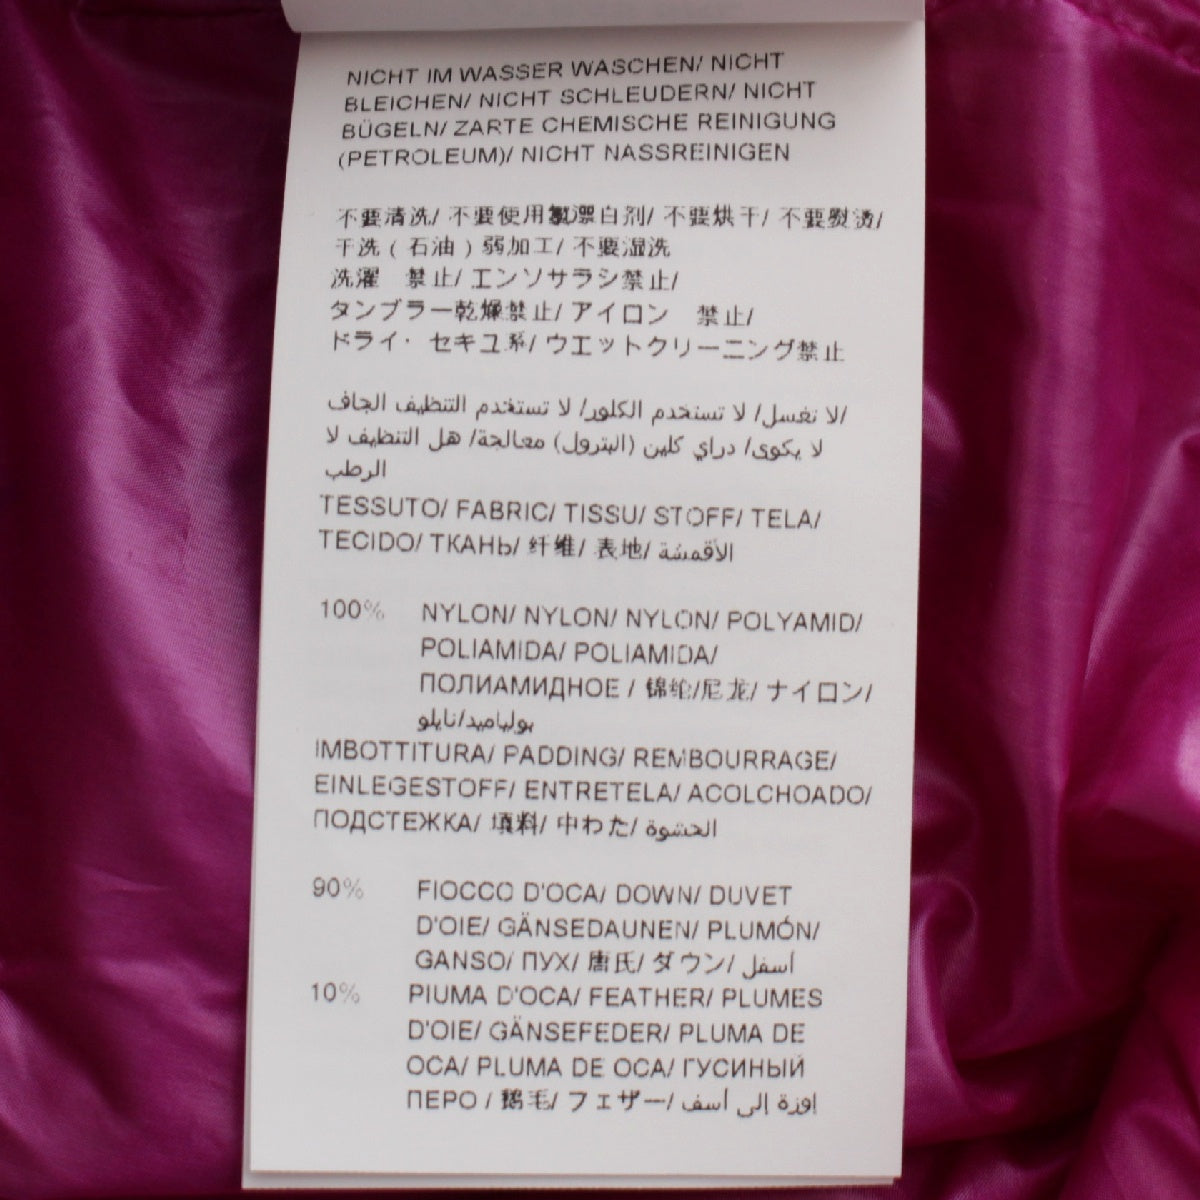 NICHT IM WASSER WASCHEN/ NICHT
BLEICHEN/ NICHT SCHLEUDERN/ NICHT
BÜGELN/ ZARTE CHEMISCHE REINIGUNG
(PETROLEUM)/ NICHT NASSREINIGEN
不要清洗/ 不要使用氯漂白剂/ 不要烘干/ 不要熨烫/
干洗 ( 石油 ) 弱加工/ 不要湿洗
洗濯 禁止/ エンソサラシ禁止/
タンブラー乾燥禁止/ アイロン 禁止/
ドライ・ セキユ系/ ウエットクリーニング禁止
لا تغسل/ لا تستخدم الكلور/ لا تستخدم التنظيف الجاف/
لا يكوى/ دراي كلين (البترول) معالجة/ هل التنظيف لا
الرطب
TESSUTO/ FABRIC/ TISSU/ STOFF/ TELA/
TECIDO/ ТКАНЬ/ 纤维/ 表地/ الأقمشة
100% NYLON/ NYLON/ NYLON/ POLYAMID/
POLIAMIDA/ POLIAMIDA/
ПОЛИАМИДНОЕ / 锦纶/尼龙/ ナイロン/
بولياميد/نايلو
IMBOTTITURA/ PADDING/ REMBOURRAGE/
EINLEGESTOFF/ ENTRETELA/ ACOLCHOADO/
ПОДСТЕЖКА/ 填料/ 中わた/ الحشوة
90% FIOCCO D'OCA/ DOWN/ DUVET
D'OIE/ GÄNSEDAUNEN/ PLUMÓN/
GANSO/ ПУХ/ 唐氏/ ダウン/ أسفل
10% PIUMA D'OCA/ FEATHER/ PLUMES
D'OIE/ GÄNSEFEDER/ PLUMA DE
OCA/ PLUMA DE OCA/ ГУСИНЫЙ
ПЕРО / 鹅毛/ フェザー/ إوزة إلى أسف